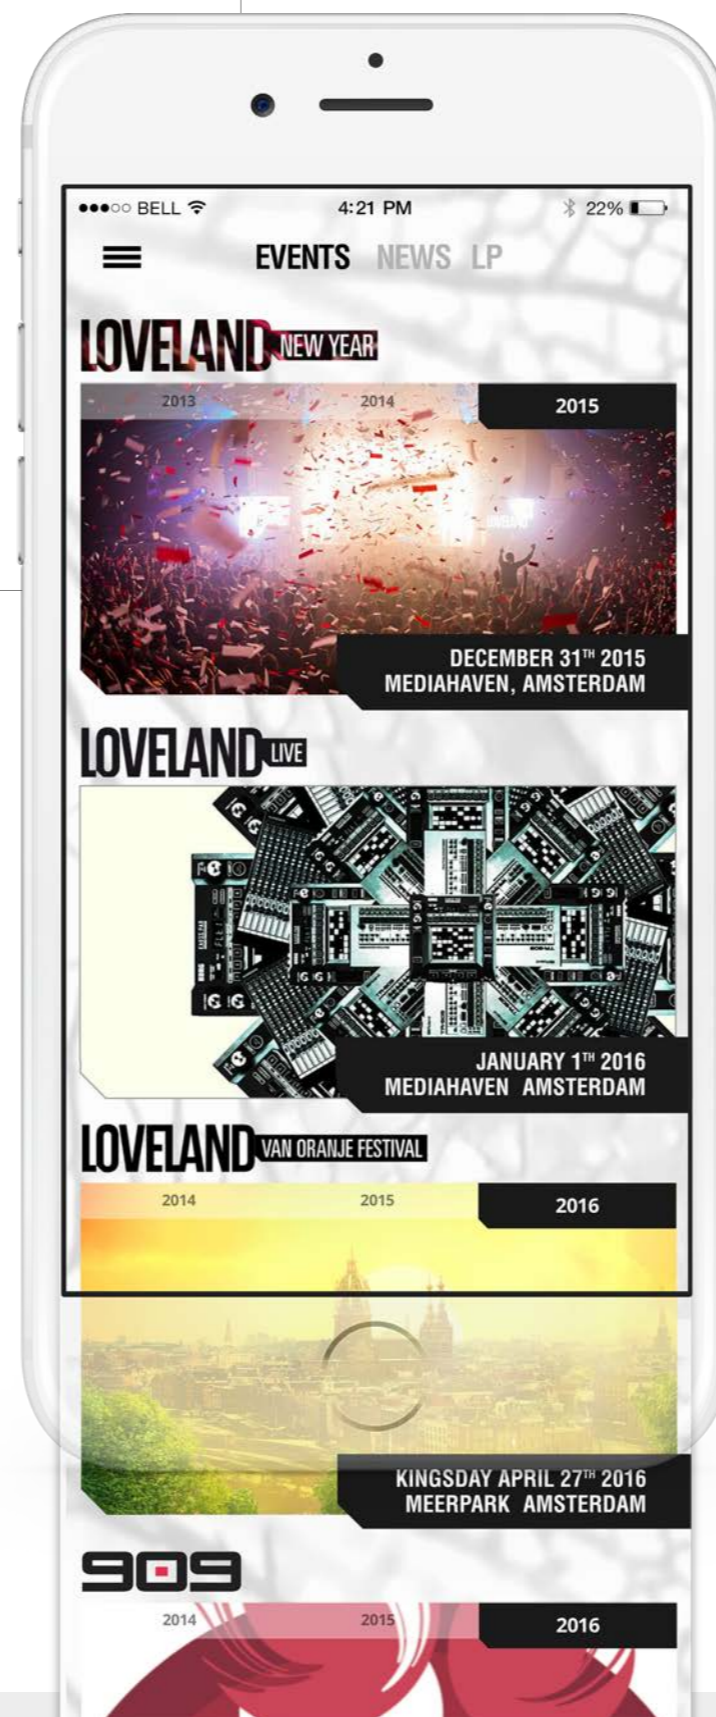 BELL 4:21 PM 22%
EVENTS NEWS LP
LOVELAND NEW YEAR
2013 2014 2015
DECEMBER 31TH 2015
MEDIAHAVEN, AMSTERDAM
LOVELAND LIVE
JANUARY 1TH 2016
MEDIAHAVEN AMSTERDAM
LOVELAND VAN ORANJE FESTIVAL
2014 2015 2016
KINGSDAY APRIL 27TH 2016
MEERPARK AMSTERDAM
909
2014 2015 2016